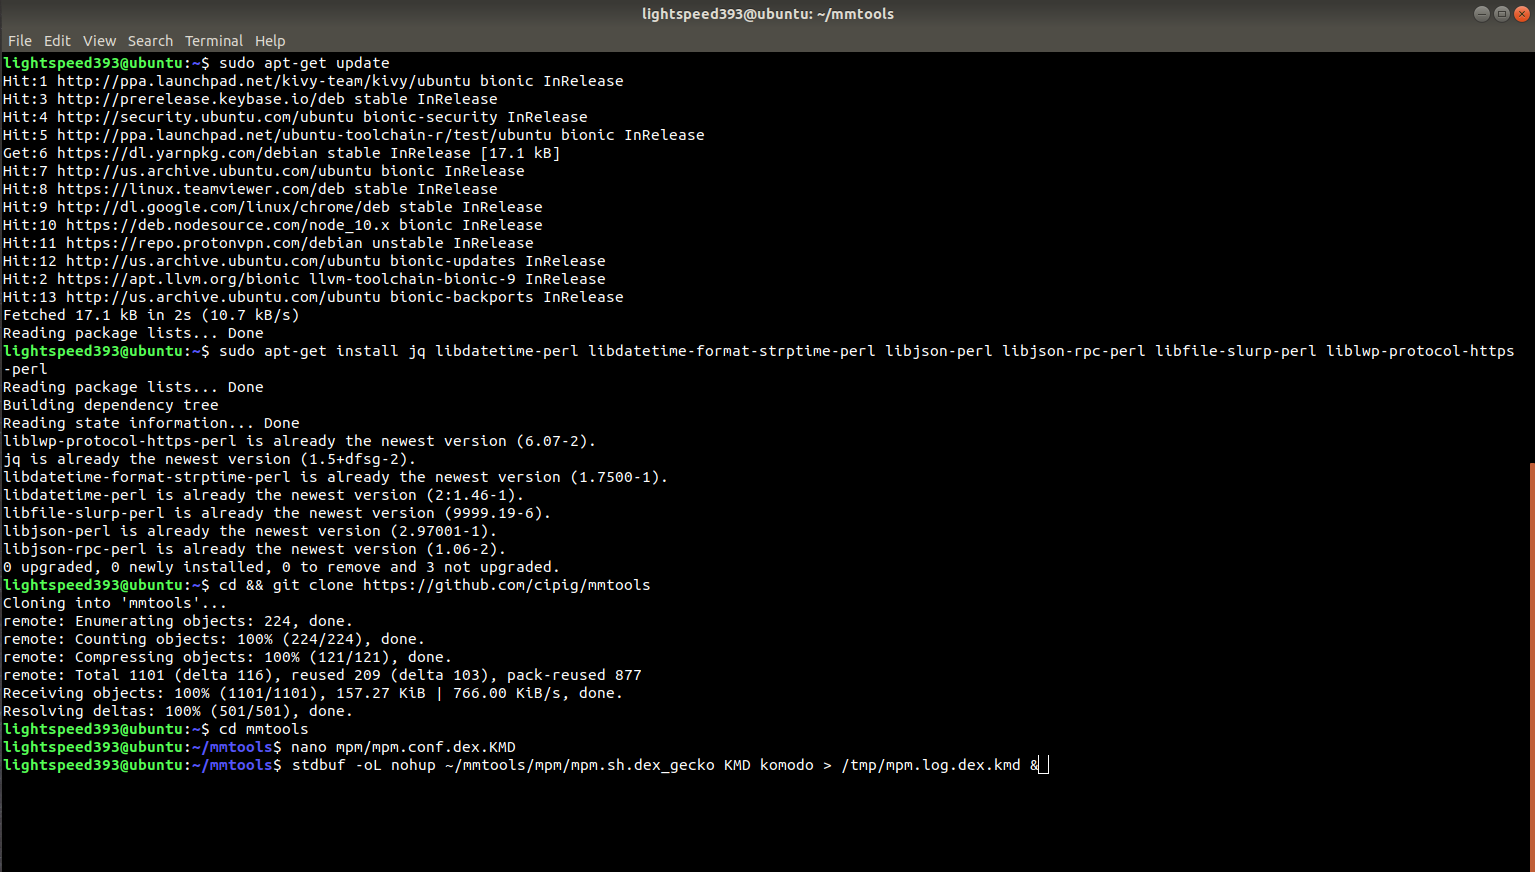 lightspeed393@ubuntu: ~/mmtools
File Edit View Search Terminal Help
lightspeed393@ubuntu:~$ sudo apt-get update
Hit:1 http://ppa.launchpad.net/kivy-team/kivy/ubuntu bionic InRelease
Hit:3 http://prerelease.keybase.io/deb stable InRelease
Hit:4 http://security.ubuntu.com/ubuntu bionic-security InRelease
Hit:5 http://ppa.launchpad.net/ubuntu-toolchain-r/test/ubuntu bionic InRelease
Get:6 https://dl.yarnpkg.com/debian stable InRelease [17.1 kB]
Hit:7 http://us.archive.ubuntu.com/ubuntu bionic InRelease
Hit:8 https://linux.teamviewer.com/deb stable InRelease
Hit:9 http://dl.google.com/linux/chrome/deb stable InRelease
Hit:10 https://deb.nodesource.com/node_10.x bionic InRelease
Hit:11 https://repo.protonvpn.com/debian unstable InRelease
Hit:12 http://us.archive.ubuntu.com/ubuntu bionic-updates InRelease
Hit:2 https://apt.llvm.org/bionic llvm-toolchain-bionic-9 InRelease
Hit:13 http://us.archive.ubuntu.com/ubuntu bionic-backports InRelease
Fetched 17.1 kB in 2s (10.7 kB/s)
Reading package lists... Done
lightspeed393@ubuntu:~$ sudo apt-get install jq libdatetime-perl libdatetime-format-strptime-perl libjson-perl libjson-rpc-perl libfile-slurp-perl liblwp-protocol-https
-perl
Reading package lists... Done
Building dependency tree
Reading state information... Done
liblwp-protocol-https-perl is already the newest version (6.07-2).
jq is already the newest version (1.5+dfsg-2).
libdatetime-format-strptime-perl is already the newest version (1.7500-1).
libdatetime-perl is already the newest version (2:1.46-1).
libfile-slurp-perl is already the newest version (9999.19-6).
libjson-perl is already the newest version (2.97001-1).
libjson-rpc-perl is already the newest version (1.06-2).
0 upgraded, 0 newly installed, 0 to remove and 3 not upgraded.
lightspeed393@ubuntu:~$ cd && git clone https://github.com/cipig/mmtools
Cloning into 'mmtools'...
remote: Enumerating objects: 224, done.
remote: Counting objects: 100% (224/224), done.
remote: Compressing objects: 100% (121/121), done.
remote: Total 1101 (delta 116), reused 209 (delta 103), pack-reused 877
Receiving objects: 100% (1101/1101), 157.27 KiB | 766.00 KiB/s, done.
Resolving deltas: 100% (501/501), done.
lightspeed393@ubuntu:~$ cd mmtools
lightspeed393@ubuntu:~/mmtools$ nano mpm/mpm.conf.dex.KMD
lightspeed393@ubuntu:~/mmtools$ stdbuf -oL nohup ~/mmtools/mpm/mpm.sh.dex_gecko KMD komodo > /tmp/mpm.log.dex.kmd &